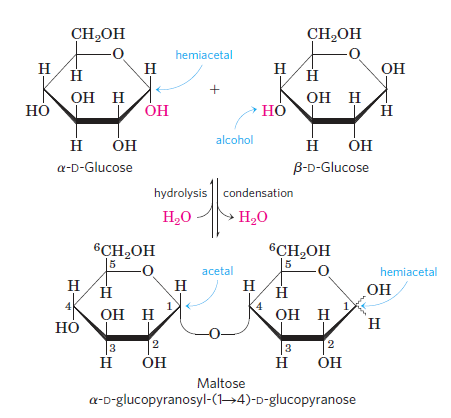 CH₂OH CH₂OH
O hemiacetal O
H H H H H OH
+
OH H OH H
HO OH HO H
alcohol
H OH H OH
α-D-Glucose β-D-Glucose
hydrolysis condensation
H₂O H₂O
⁶CH₂OH ⁶CH₂OH
5 O acetal 5 O hemiacetal
H H H H H OH
4 OH H 1 4 OH H 1
HO O H
3 2 3 2
H OH H OH
Maltose
α-D-glucopyranosyl-(1→4)-D-glucopyranose